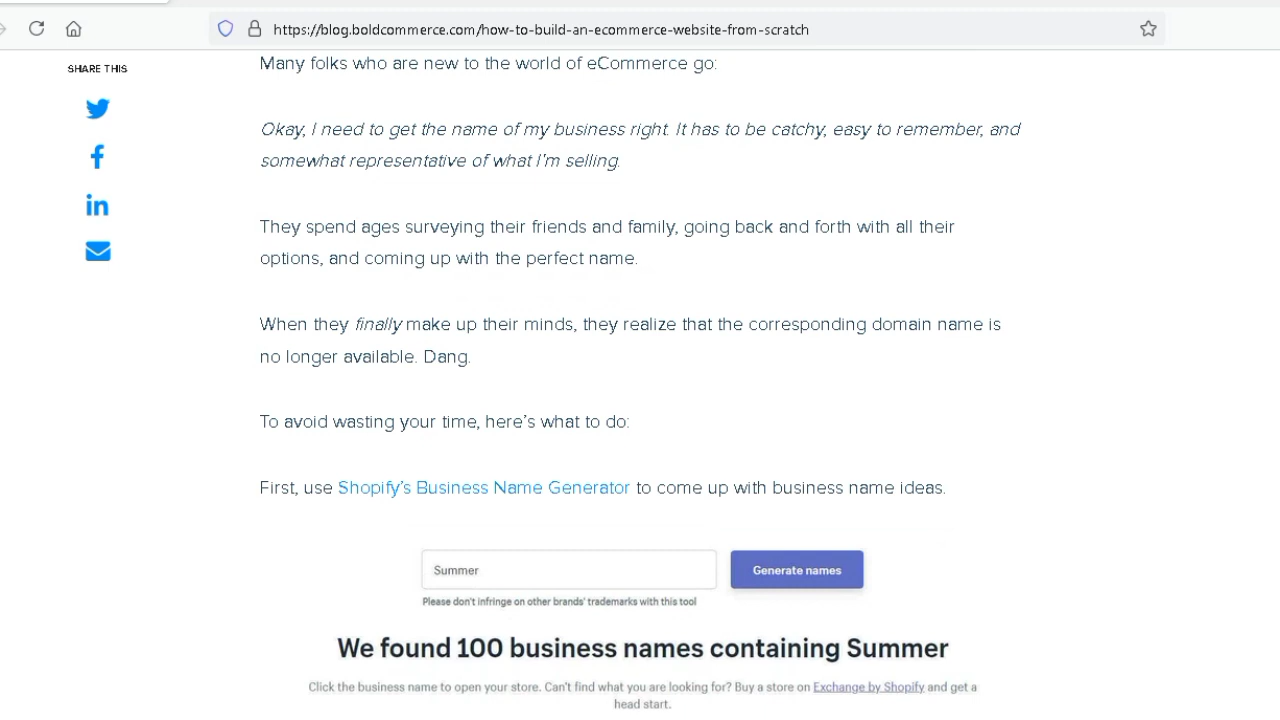 https://blog.boldcommerce.com/how-to-build-an-ecommerce-website-from-scratch
SHARE THIS
Many folks who are new to the world of eCommerce go:
Okay, I need to get the name of my business right. It has to be catchy, easy to remember, and
somewhat representative of what I'm selling.
They spend ages surveying their friends and family, going back and forth with all their
options, and coming up with the perfect name.
When they finally make up their minds, they realize that the corresponding domain name is
no longer available. Dang.
To avoid wasting your time, here's what to do:
First, use Shopify's Business Name Generator to come up with business name ideas.
Summer
Generate names
Please don't infringe on other brands' trademarks with this tool
We found 100 business names containing Summer
Click the business name to open your store. Can't find what you are looking for? Buy a store on Exchange by Shopify and get a
head start.